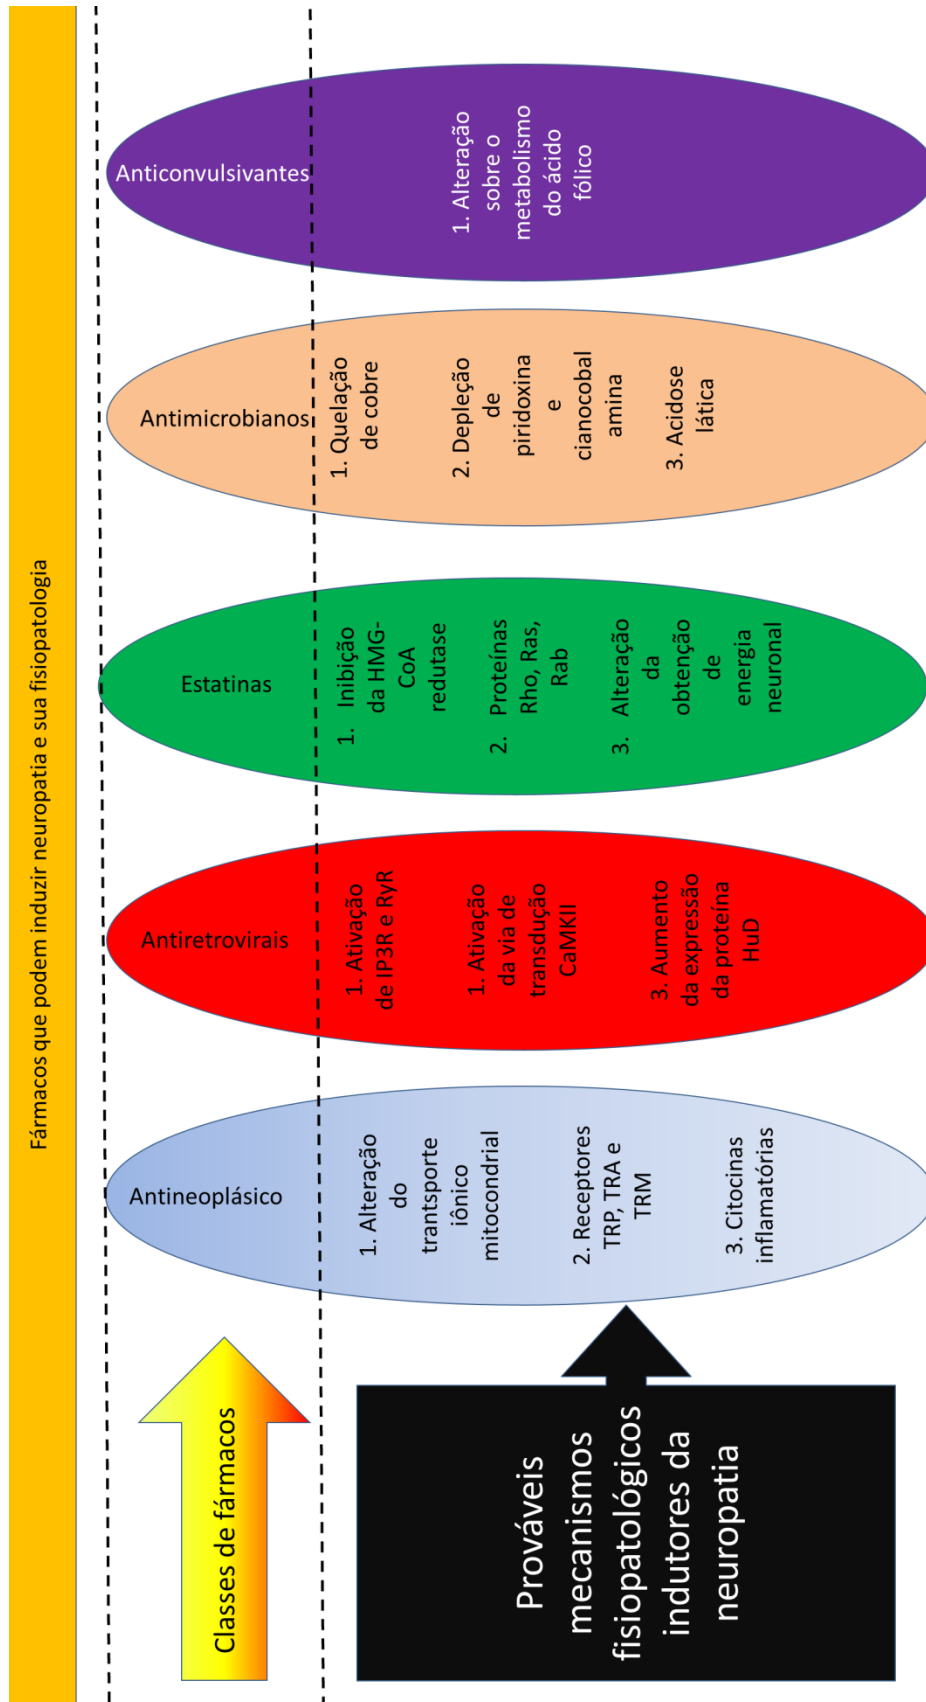 Fármacos que podem induzir neuropatia e sua fisiopatologia
Classes de fármacos
Antineoplásico
Antiretrovirais
Estatinas
Antimicrobianos
Anticonvulsivantes
Prováveis
mecanismos
fisiopatológicos
indutores da
neuropatia
1. Alteração
do
trantsporte
iônico
mitocondrial
2. Receptores
TRP, TRA e
TRM
3. Citocinas
inflamatórias
1. Ativação
de IP3R e RyR
1. Ativação
da via de
transdução
CaMKII
3. Aumento
da expressão
da proteína
HuD
1. Inibição
da HMG-
CoA
redutase
2. Proteínas
Rho, Ras,
Rab
3. Alteração
da
obtenção
de
energia
neuronal
1. Quelação
de cobre
2. Depleção
de
piridoxina
e
cianocobal
amina
3. Acidose
lática
1. Alteração
sobre o
metabolismo
do ácido
fólico